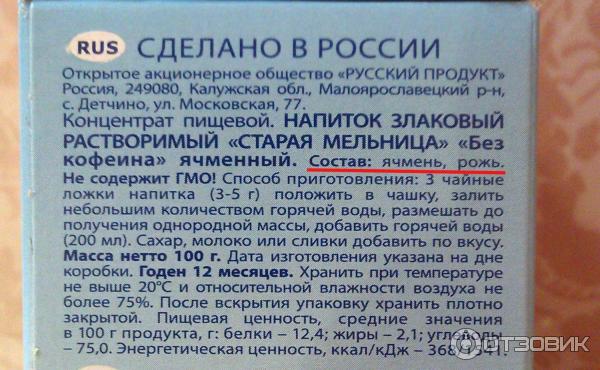 RUS СДЕЛАНО В РОССИИ
Открытое акционерное общество «РУССКИЙ ПРОДУКТ»
Россия, 249080, Калужская обл., Малоярославецкий р-н,
с. Детчино, ул. Московская, 77.
Концентрат пищевой. НАПИТОК ЗЛАКОВЫЙ
РАСТВОРИМЫЙ «СТАРАЯ МЕЛЬНИЦА» «Без
кофеина» ячменный. Состав: ячмень, рожь.
Не содержит ГМО! Способ приготовления: 3 чайные
ложки напитка (3-5 г) положить в чашку, залить
небольшим количеством горячей воды, размешать до
получения однородной массы, добавить горячей воды
(200 мл). Сахар, молоко или сливки добавить по вкусу.
Масса нетто 100 г. Дата изготовления указана на дне
коробки. Годен 12 месяцев. Хранить при температуре
не выше 20°С и относительной влажности воздуха не
более 75%. После вскрытия упаковку хранить плотно
закрытой. Пищевая ценность, средние значения
в 100 г продукта, г: белки – 12,4; жиры – 2,1; углеводы
– 75,0. Энергетическая ценность, ккал/кДж – 368/1541.
ОТЗОВИК